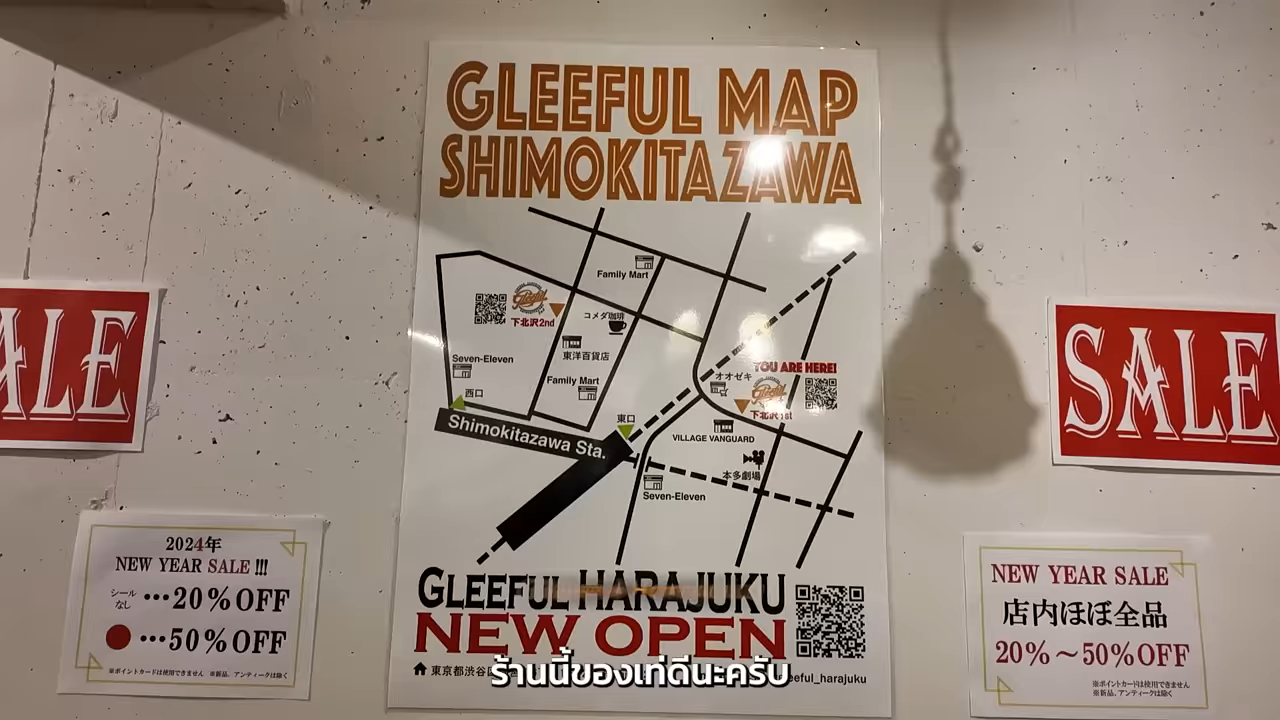 GLEEFUL MAP
SHIMOKITAZAWA
Family Mart
Gleeful
下北沢2nd
コメダ珈琲
東洋百貨店
Seven-Eleven
西口
Family Mart
YOU ARE HERE!
オオゼキ
Gleeful
下北沢1st
東口
Shimokitazawa Sta.
VILLAGE VANGUARD
本多劇場
Seven-Eleven
GLEEFUL HARAJUKU
NEW OPEN
東京都渋谷区
eeful_harajuku
ร้านนี้ของเท่ดีนะครับ
ALE
SALE
2024年
NEW YEAR SALE !!!
シールなし …20%OFF
…50%OFF
※ポイントカードは使用できません ※新品、アンティークは除く
NEW YEAR SALE
店内ほぼ全品
20%～50%OFF
※ポイントカードは使用できません
※新品、アンティークは除く